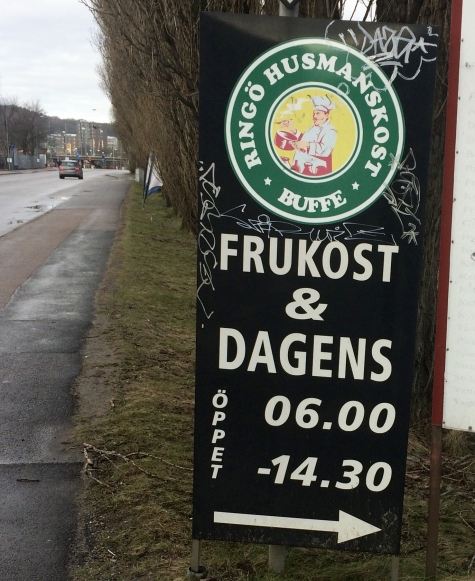 RINGÖ HUSMANSKOST
• BUFFE •
FRUKOST
&
DAGENS
ÖPPET
06.00
-14.30